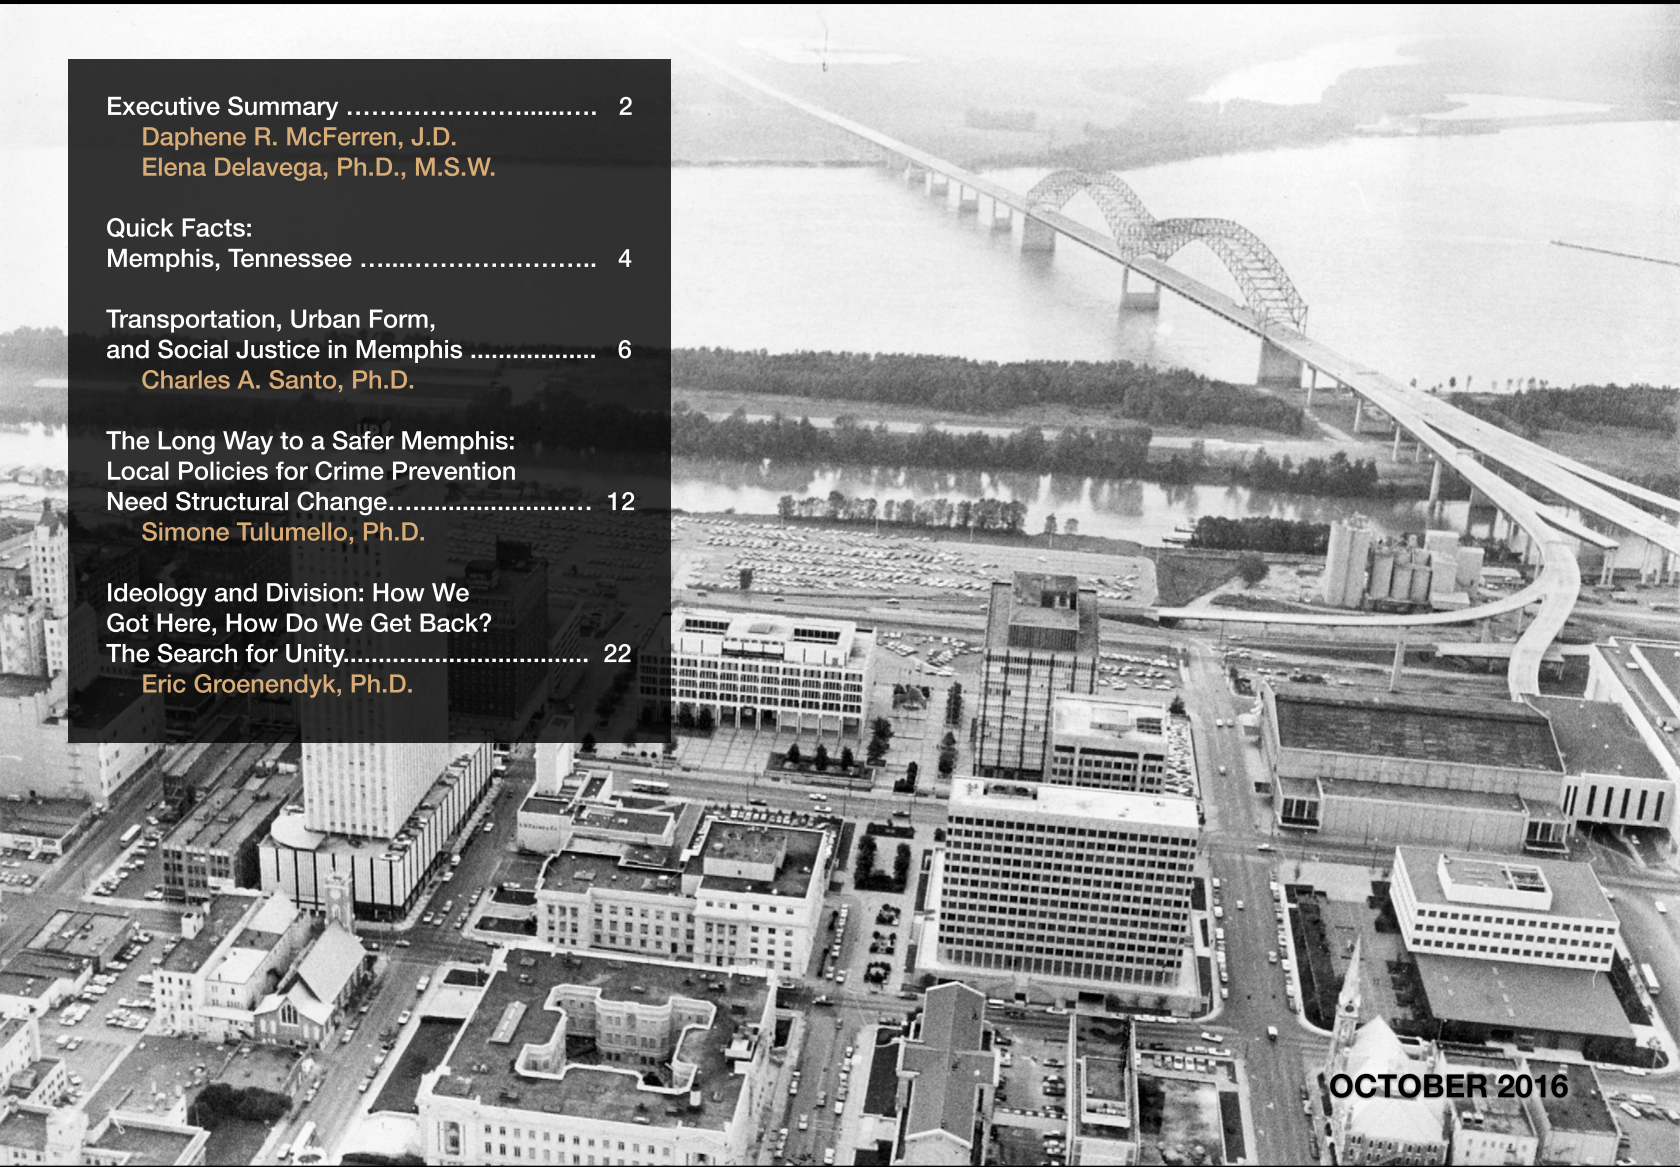 Executive Summary ……………………......…. 2
Daphene R. McFerren, J.D.
Elena Delavega, Ph.D., M.S.W.
Quick Facts:
Memphis, Tennessee …...…………………….. 4
Transportation, Urban Form,
and Social Justice in Memphis .................. 6
Charles A. Santo, Ph.D.
The Long Way to a Safer Memphis:
Local Policies for Crime Prevention
Need Structural Change…......................…. 12
Simone Tulumello, Ph.D.
Ideology and Division: How We
Got Here, How Do We Get Back?
The Search for Unity.................................. 22
Eric Groenendyk, Ph.D.
OCTOBER 2016